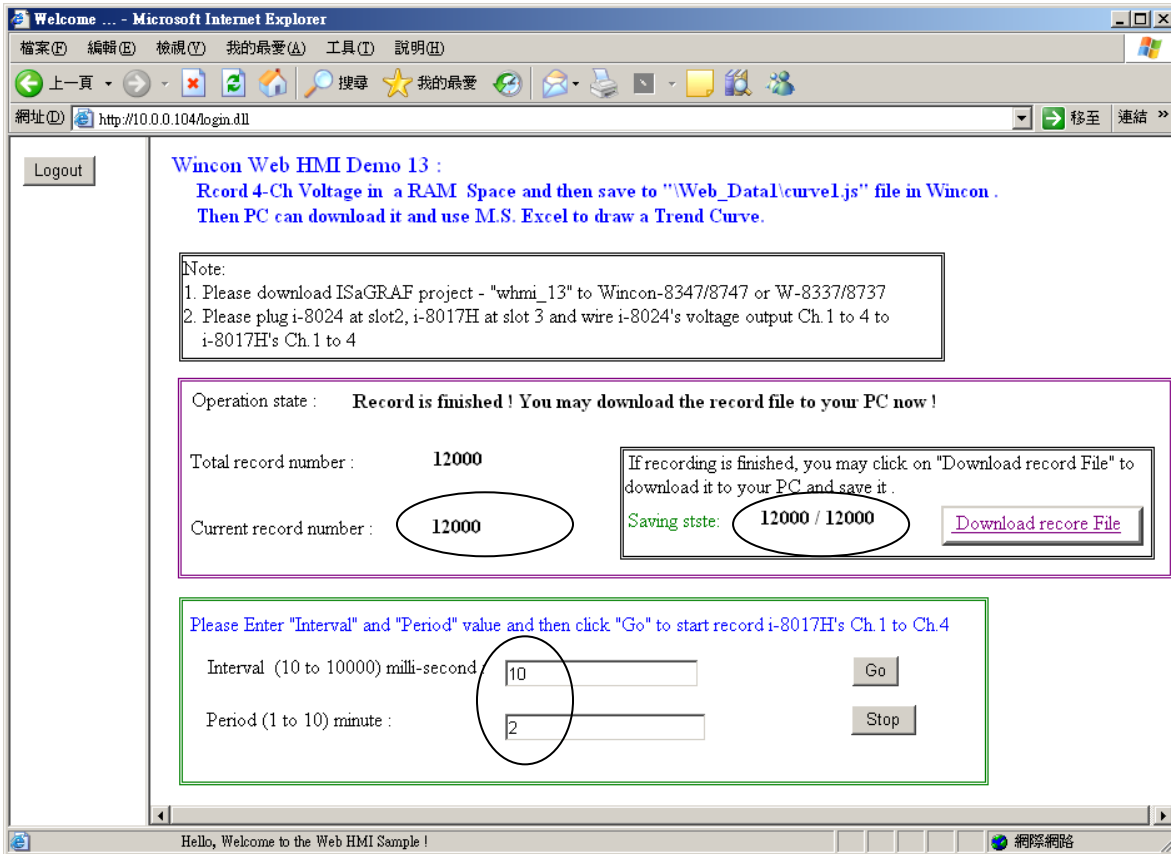 Welcome ... - Microsoft Internet Explorer
檔案(F) 編輯(E) 檢視(V) 我的最愛(A) 工具(T) 說明(H)
上一頁 搜尋 我的最愛
網址(D) http://10.0.0.104/login.dll 移至 連結 »
Logout
Wincon Web HMI Demo 13 :
Rcord 4-Ch Voltage in a RAM Space and then save to "\Web_Data1\curve1.js" file in Wincon .
Then PC can download it and use M.S. Excel to draw a Trend Curve.
Note:
1. Please download ISaGRAF project - "whmi_13" to Wincon-8347/8747 or W-8337/8737
2. Please plug i-8024 at slot2, i-8017H at slot 3 and wire i-8024's voltage output Ch.1 to 4 to
i-8017H's Ch.1 to 4
Operation state : Record is finished ! You may download the record file to your PC now !
Total record number : 12000
If recording is finished, you may click on "Download record File" to
download it to your PC and save it .
Current record number : 12000
Saving stste: 12000 / 12000 Download recore File
Please Enter "Interval" and "Period" value and then click "Go" to start record i-8017H's Ch.1 to Ch.4
Interval (10 to 10000) milli-second : 10 Go
Period (1 to 10) minute : 2 Stop
Hello, Welcome to the Web HMI Sample ! 網際網路